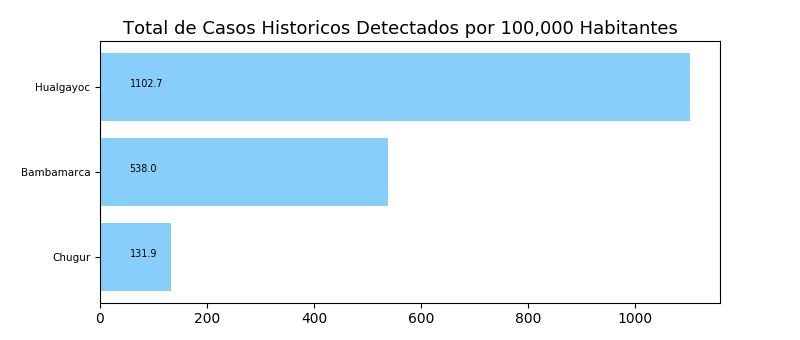 Total de Casos Historicos Detectados por 100,000 Habitantes
Hualgayoc
1102.7
Bambamarca
538.0
Chugur
131.9
0 200 400 600 800 1000